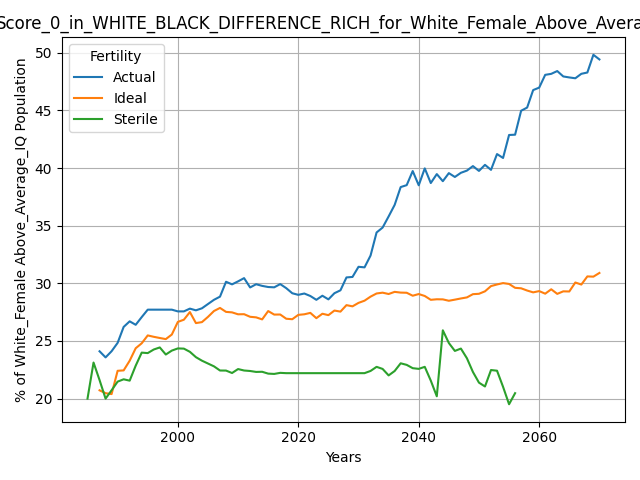 Score_0_in_WHITE_BLACK_DIFFERENCE_RICH_for_White_Female_Above_Avera
% of White_Female Above_Average_IQ Population
Fertility
Actual
Ideal
Sterile
50
45
40
35
30
25
20
2000 2020 2040 2060
Years